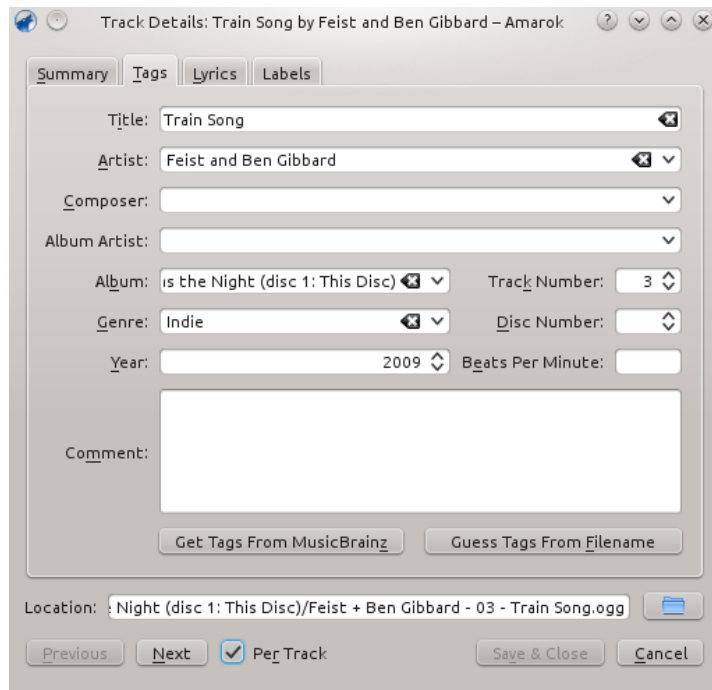 Track Details: Train Song by Feist and Ben Gibbard – Amarok
Summary Tags Lyrics Labels
Title: Train Song
Artist: Feist and Ben Gibbard
Composer:
Album Artist:
Album: s the Night (disc 1: This Disc) Track Number: 3
Genre: Indie Disc Number:
Year: 2009 Beats Per Minute:
Comment:
Get Tags From MusicBrainz Guess Tags From Filename
Location: Night (disc 1: This Disc)/Feist + Ben Gibbard - 03 - Train Song.ogg
Previous Next Per Track Save & Close Cancel